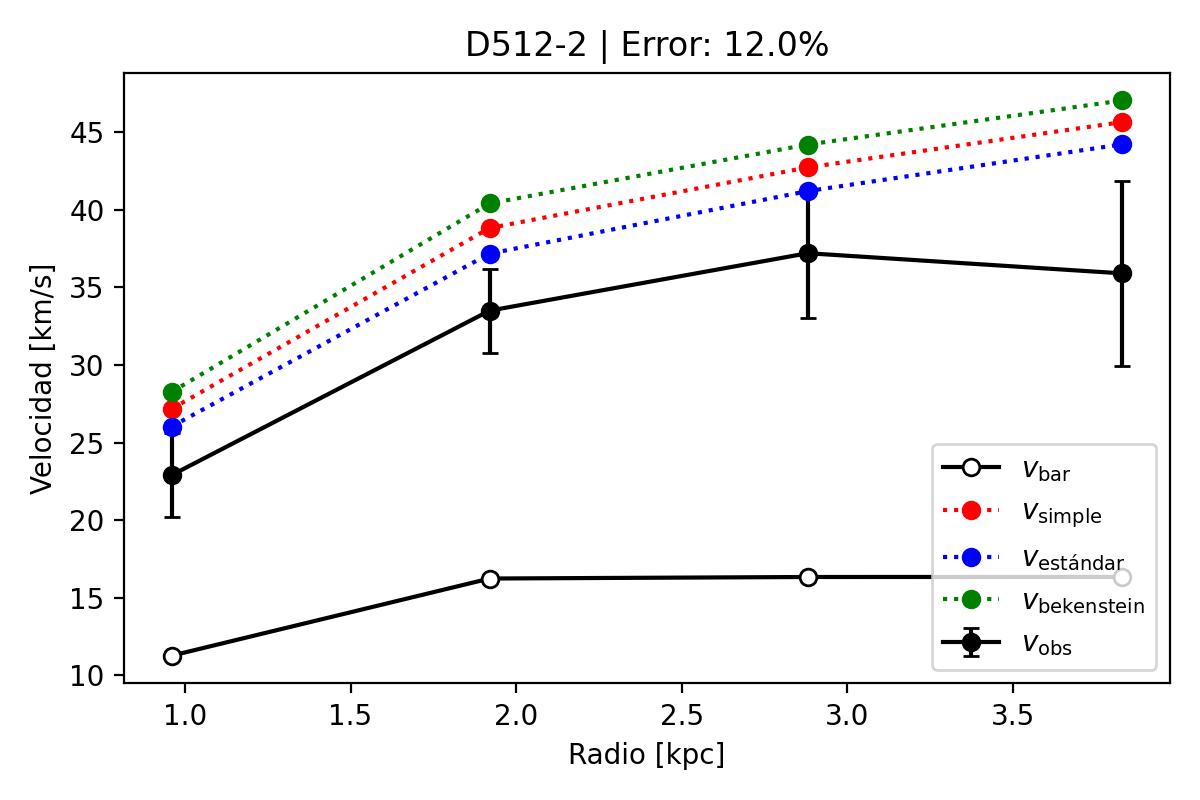 D512-2 | Error: 12.0%
Velocidad [km/s]
45
40
35
30
25
20
15
10
v_bar
v_simple
v_estándar
v_bekenstein
v_obs
1.0 1.5 2.0 2.5 3.0 3.5
Radio [kpc]